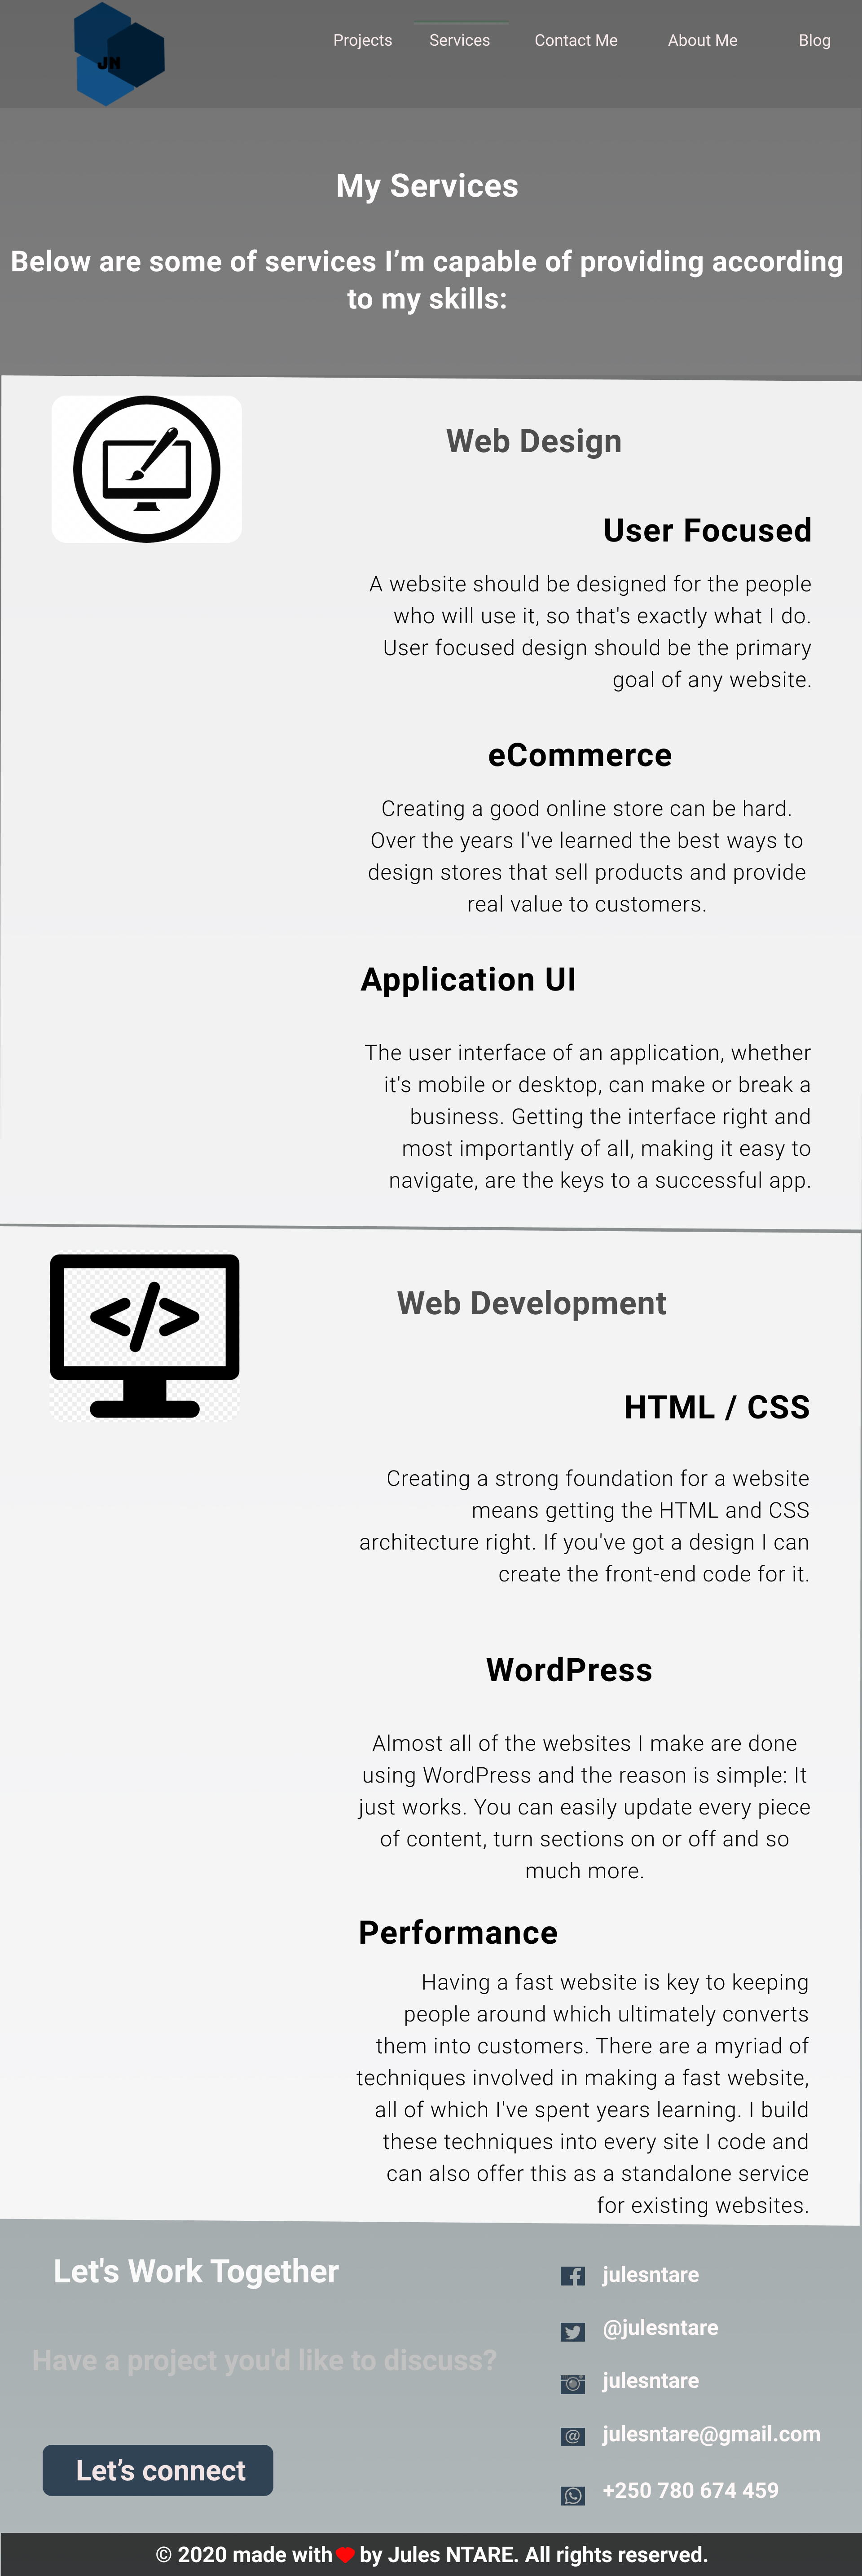 JN
Projects
Services
Contact Me
About Me
Blog
My Services
Below are some of services I’m capable of providing according
to my skills:
Web Design
User Focused
A website should be designed for the people
who will use it, so that's exactly what I do.
User focused design should be the primary
goal of any website.
eCommerce
Creating a good online store can be hard.
Over the years I've learned the best ways to
design stores that sell products and provide
real value to customers.
Application UI
The user interface of an application, whether
it's mobile or desktop, can make or break a
business. Getting the interface right and
most importantly of all, making it easy to
navigate, are the keys to a successful app.
</>
Web Development
HTML / CSS
Creating a strong foundation for a website
means getting the HTML and CSS
architecture right. If you've got a design I can
create the front-end code for it.
WordPress
Almost all of the websites I make are done
using WordPress and the reason is simple: It
just works. You can easily update every piece
of content, turn sections on or off and so
much more.
Performance
Having a fast website is key to keeping
people around which ultimately converts
them into customers. There are a myriad of
techniques involved in making a fast website,
all of which I've spent years learning. I build
these techniques into every site I code and
can also offer this as a standalone service
for existing websites.
Let's Work Together
Have a project you'd like to discuss?
Let’s connect
julesntare
@julesntare
julesntare
julesntare@gmail.com
+250 780 674 459
© 2020 made with ❤ by Jules NTARE. All rights reserved.